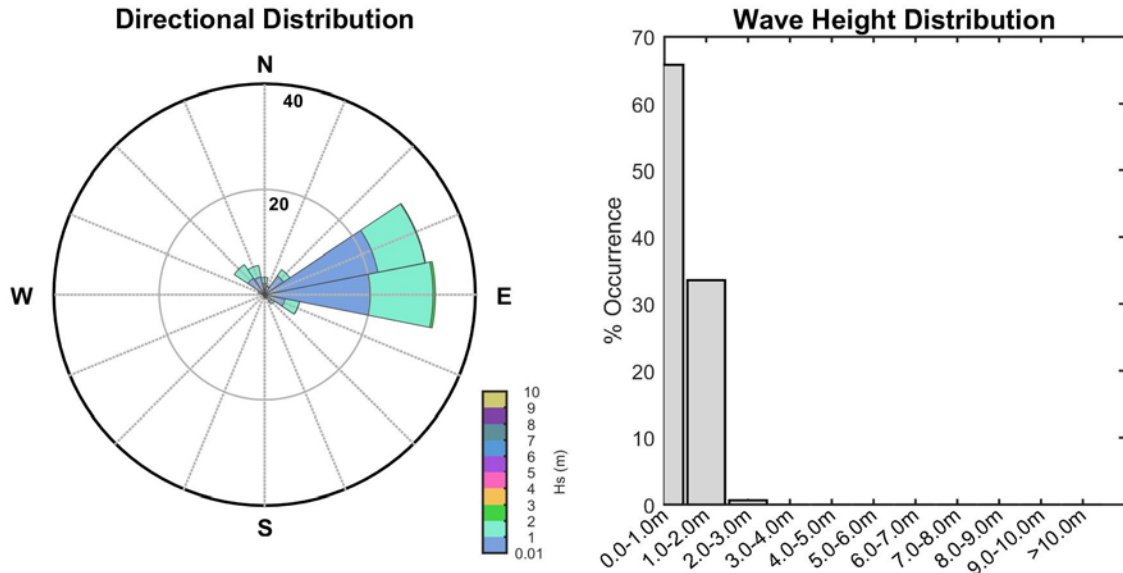 Directional Distribution
N
40
20
W
E
S
10
9
8
7
6
5
4
3
2
1
0.01
Hs (m)
Wave Height Distribution
70
60
50
40
30
20
10
0
% Occurrence
0.0-1.0m
1.0-2.0m
2.0-3.0m
3.0-4.0m
4.0-5.0m
5.0-6.0m
6.0-7.0m
7.0-8.0m
8.0-9.0m
9.0-10.0m
>10.0m